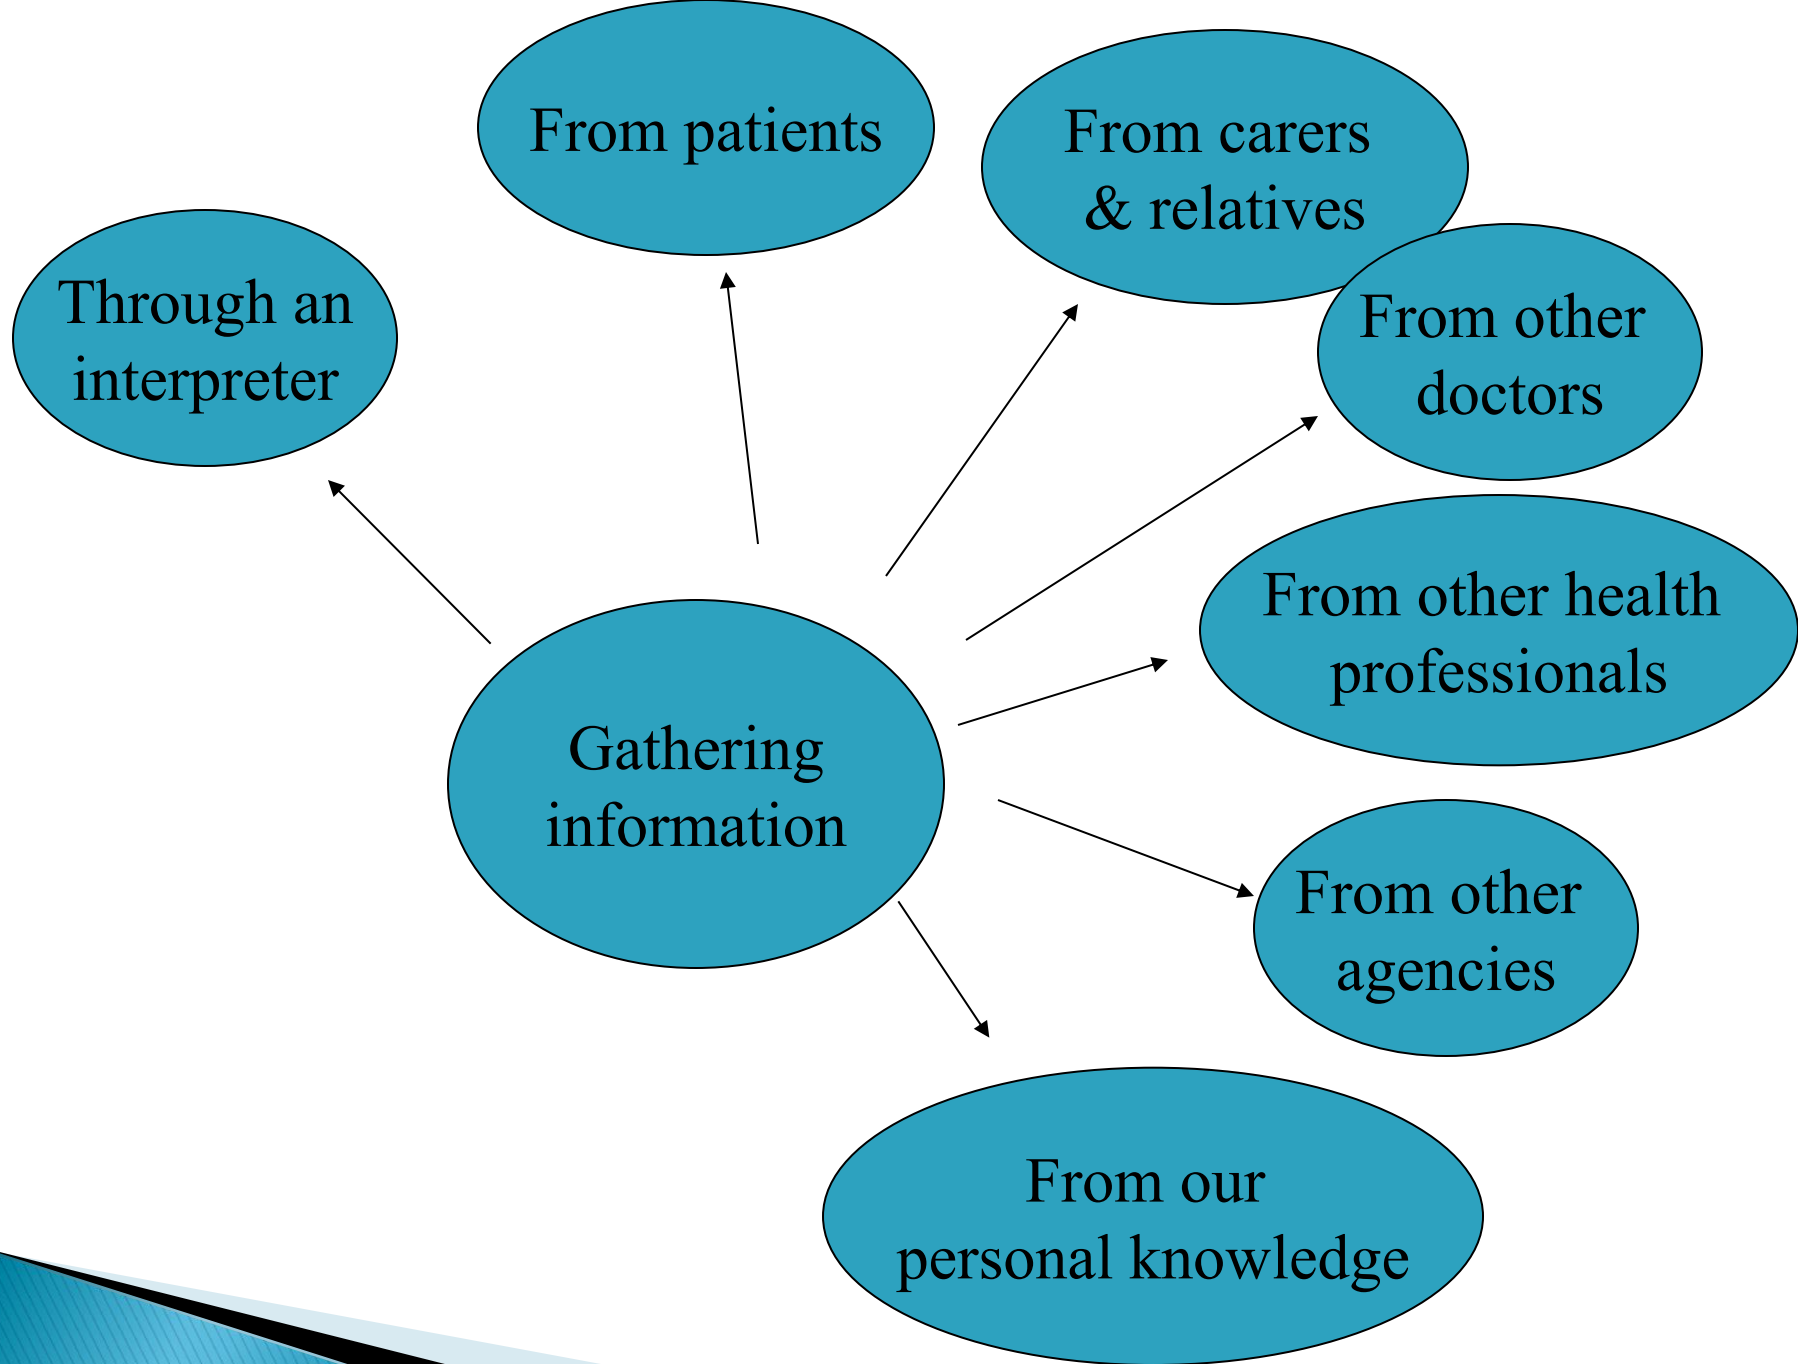 From patients
From carers
& relatives
Through an
interpreter
From other
doctors
From other health
professionals
Gathering
information
From other
agencies
From our
personal knowledge